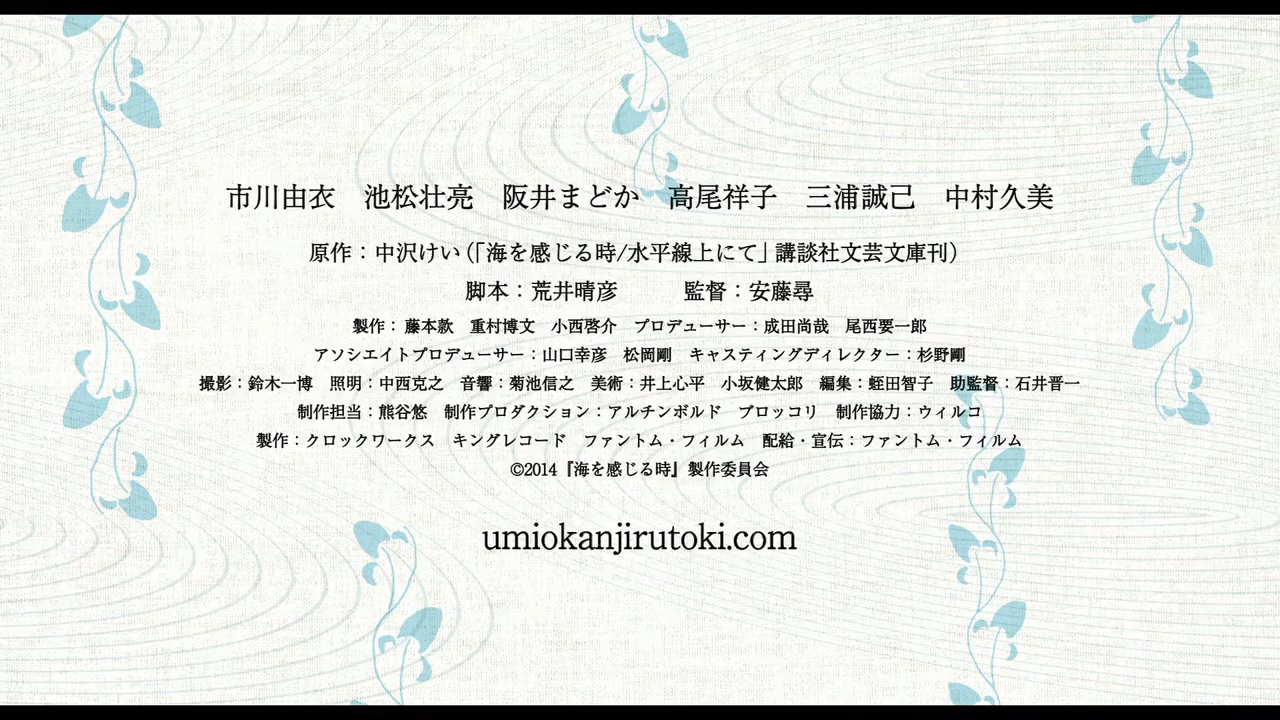 市川由衣　池松壮亮　阪井まどか　高尾祥子　三浦誠己　中村久美
原作：中沢けい（「海を感じる時/水平線上にて」講談社文芸文庫刊）
脚本：荒井晴彦　　　監督：安藤尋
製作：藤本款　重村博文　小西啓介　プロデューサー：成田尚哉　尾西要一郎
アソシエイトプロデューサー：山口幸彦　松岡剛　キャスティングディレクター：杉野剛
撮影：鈴木一博　照明：中西克之　音響：菊池信之　美術：井上心平　小坂健太郎　編集：蛭田智子　助監督：石井晋一
制作担当：熊谷悠　制作プロダクション：アルチンボルド　ブロッコリ　制作協力：ウィルコ
製作：クロックワークス　キングレコード　ファントム・フィルム　配給・宣伝：ファントム・フィルム
©2014『海を感じる時』製作委員会
umiokanjirutoki.com